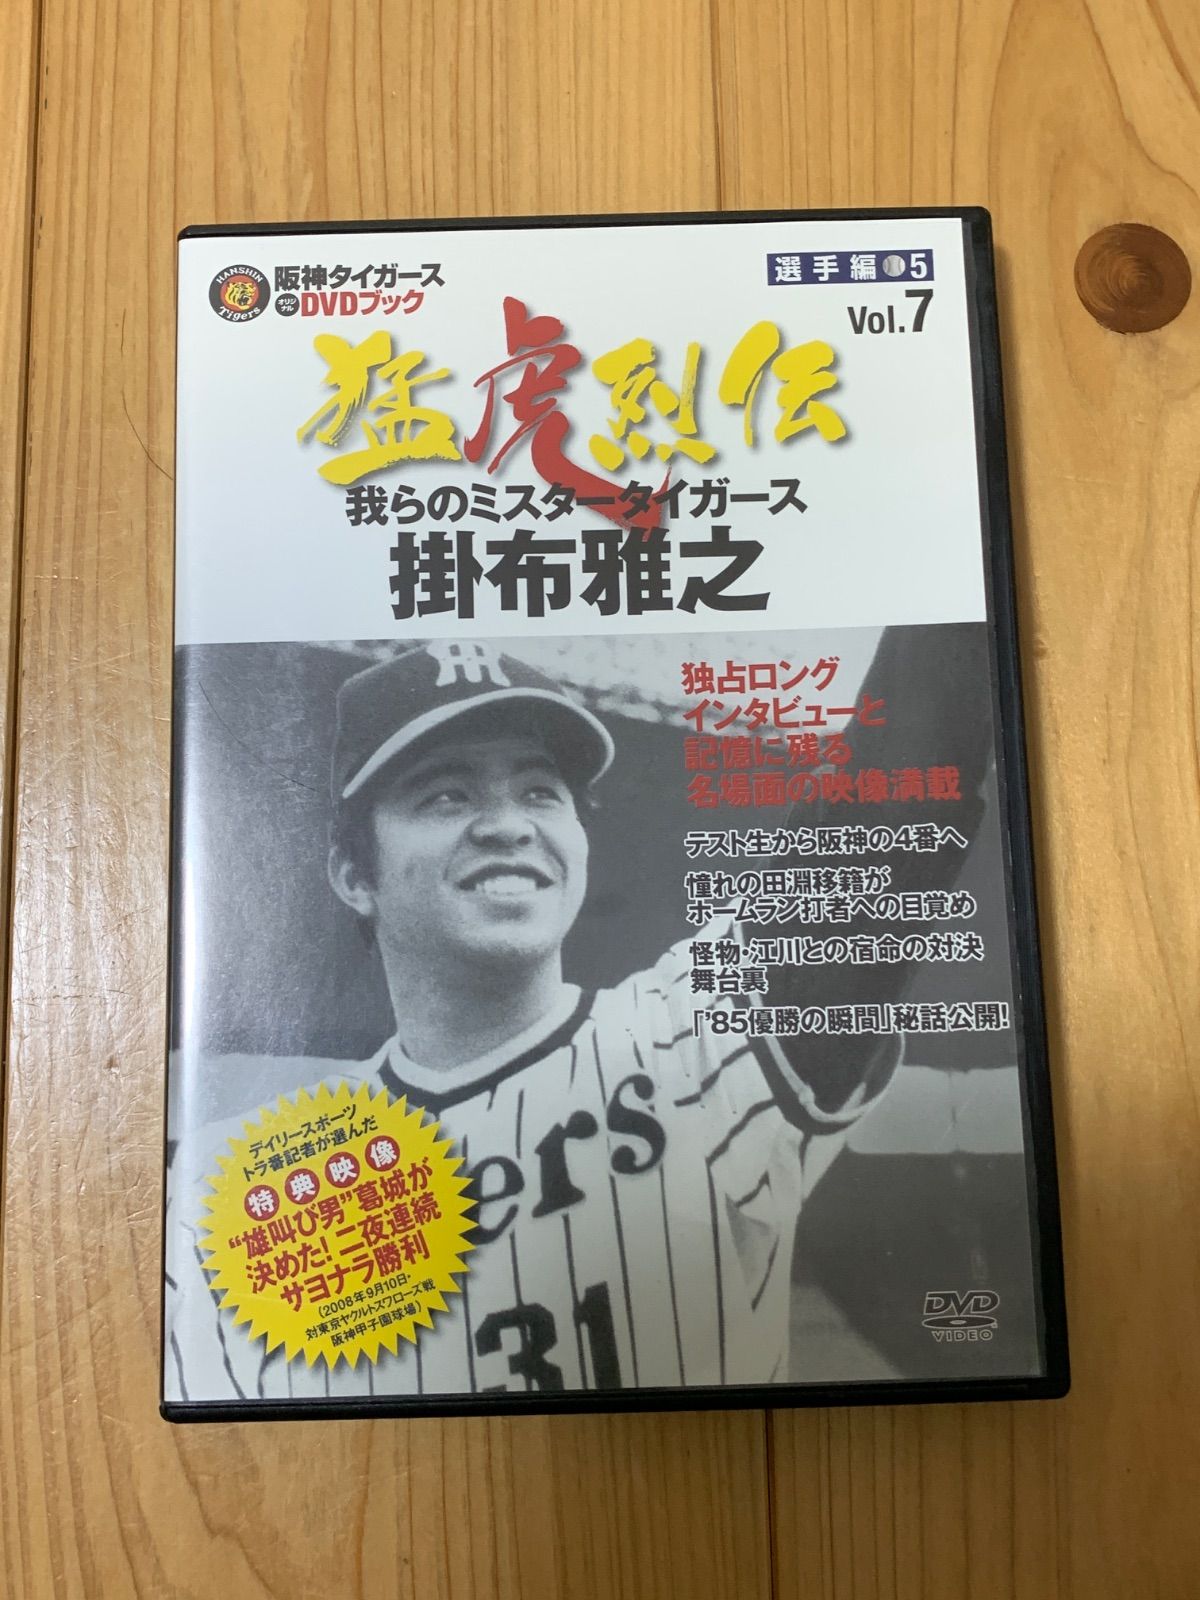 HANSHIN Tigers
阪神タイガース
オリジナル DVDブック
選手編 5
Vol.7
猛虎烈伝
我らのミスタータイガース
掛布雅之
独占ロング
インタビューと
記憶に残る
名場面の映像満載
テスト生から阪神の4番へ
憧れの田淵移籍が
ホームラン打者への目覚め
怪物・江川との宿命の対決
舞台裏
「'85優勝の瞬間」秘話公開!
デイリースポーツ
トラ番記者が選んだ
特典映像
“雄叫び男”葛城が
決めた!二夜連続
サヨナラ勝利
(2008年9月10日・
対東京ヤクルトスワローズ戦
阪神甲子園球場)
ers
31
DVD
VIDEO